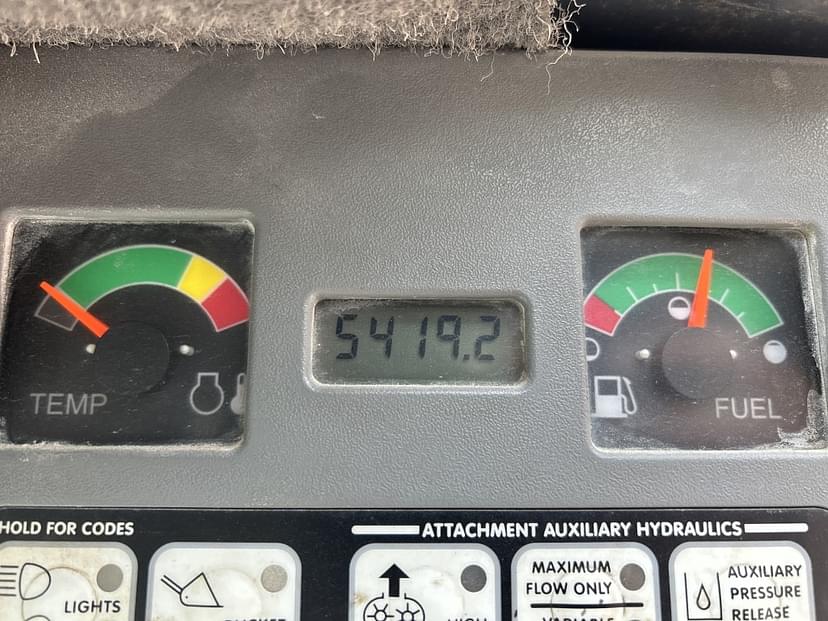 5419.2
TEMP
FUEL
HOLD FOR CODES
ATTACHMENT AUXILIARY HYDRAULICS
LIGHTS
MAXIMUM
FLOW ONLY
AUXILIARY
PRESSURE
RELEASE